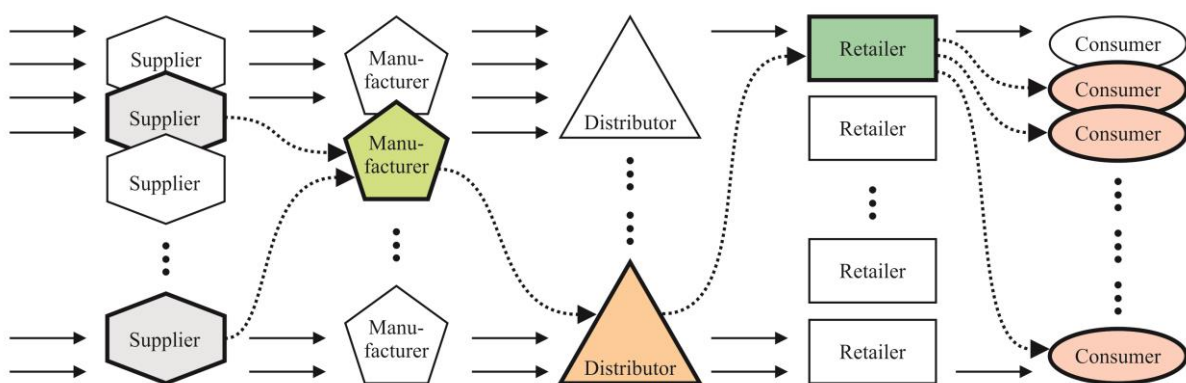 Supplier
Supplier
Supplier
Supplier
Manu-
facturer
Manu-
facturer
Manu-
facturer
Distributor
Distributor
Retailer
Retailer
Retailer
Retailer
Consumer
Consumer
Consumer
Consumer